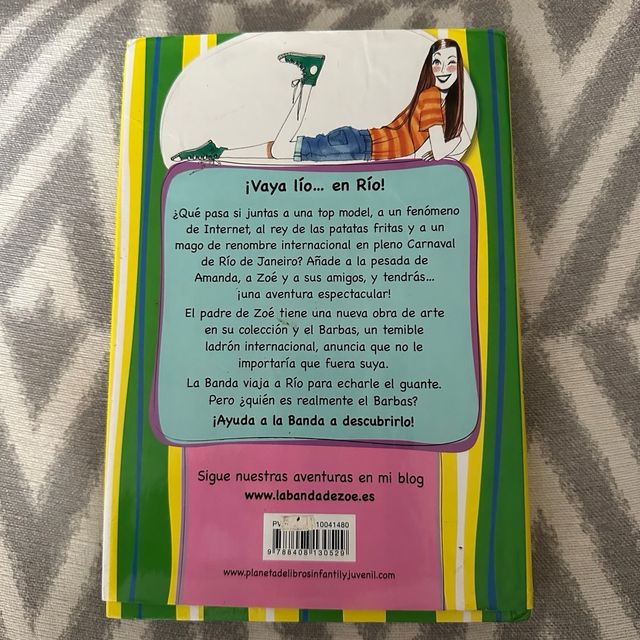 ¡Vaya lío... en Río!
¿Qué pasa si juntas a una top model, a un fenómeno
de Internet, al rey de las patatas fritas y a un
mago de renombre internacional en pleno Carnaval
de Río de Janeiro? Añade a la pesada de
Amanda, a Zoé y a sus amigos, y tendrás...
¡una aventura espectacular!
El padre de Zoé tiene una nueva obra de arte
en su colección y el Barbas, un temible
ladrón internacional, anuncia que no le
importaría que fuera suya.
La Banda viaja a Río para echarle el guante.
Pero ¿quién es realmente el Barbas?
¡Ayuda a la Banda a descubrirlo!
Sigue nuestras aventuras en mi blog
www.labandadezoe.es
10041480
9 788408 130529
www.planetadelibrosinfantilyjuvenil.com